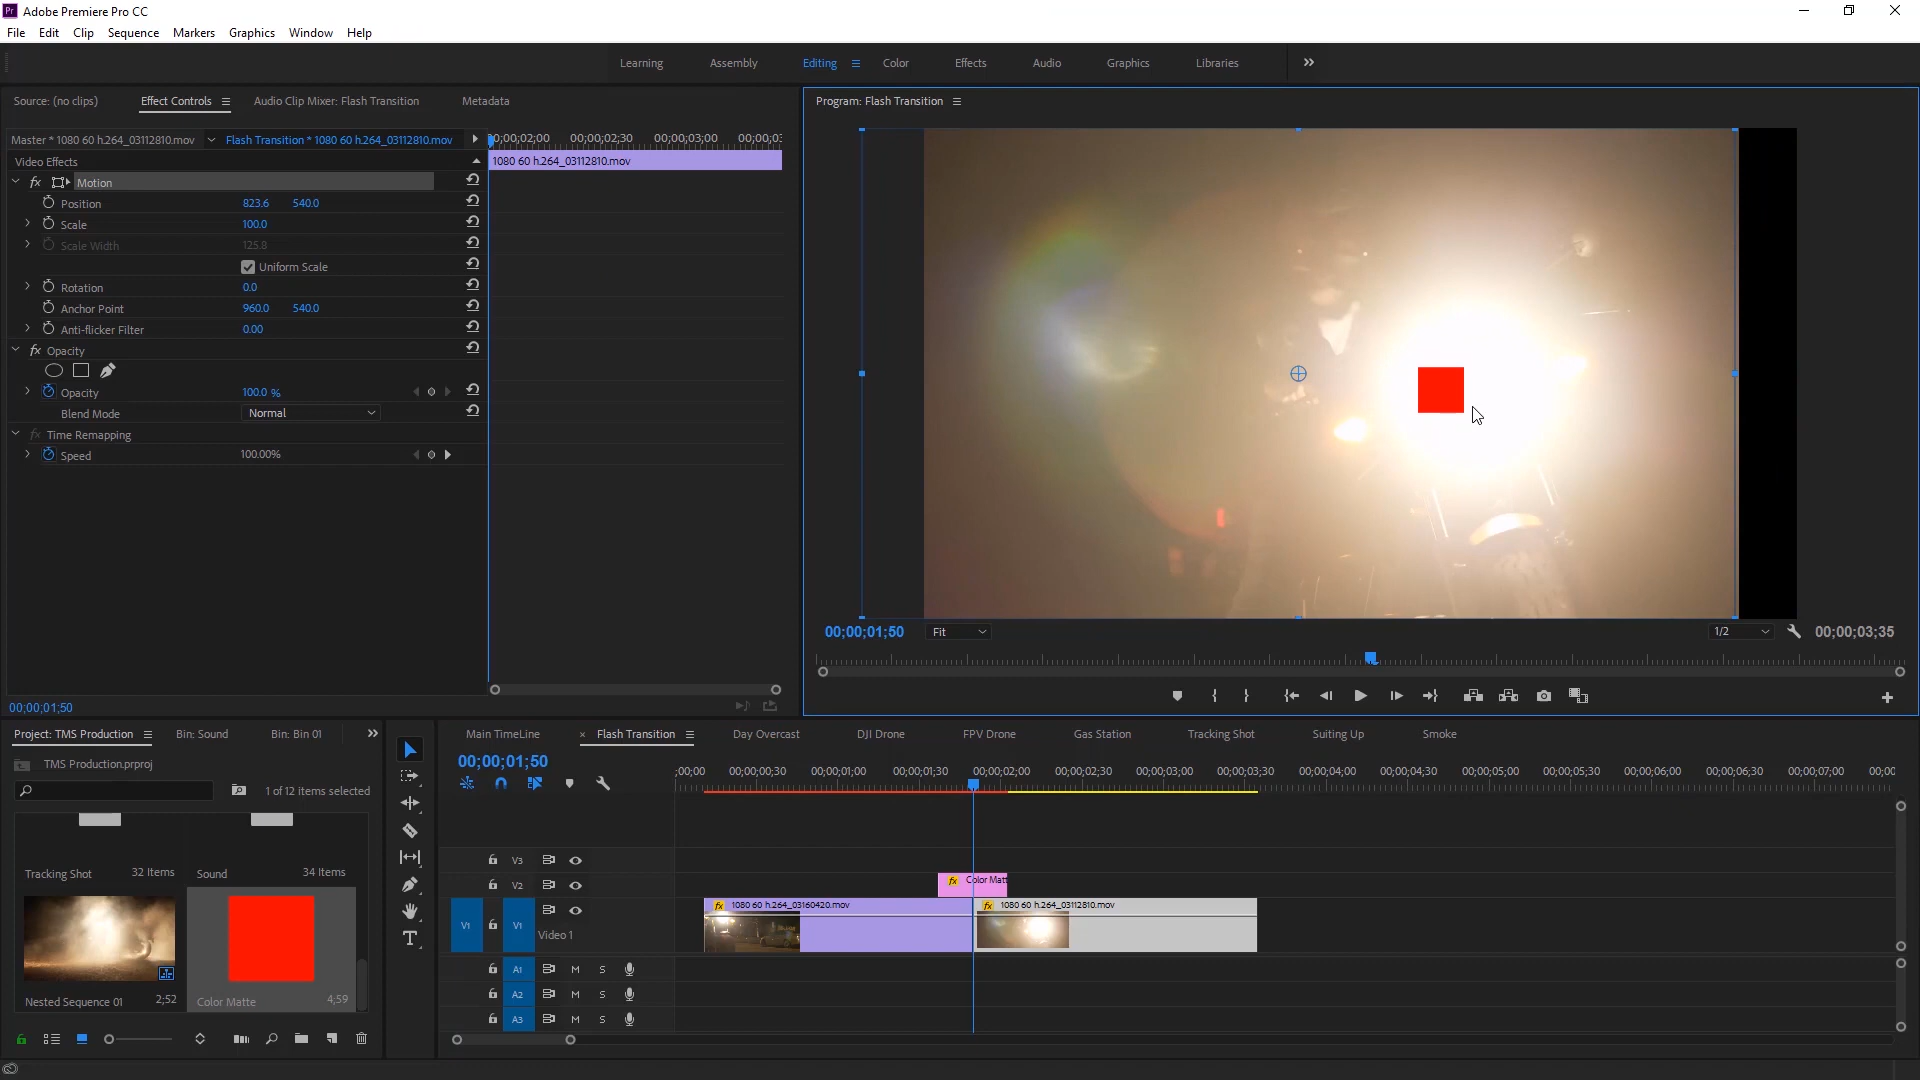 Adobe Premiere Pro CC
File Edit Clip Sequence Markers Graphics Window Help
Learning Assembly Editing Color Effects Audio Graphics Libraries
Source: (no clips) Effect Controls Audio Clip Mixer: Flash Transition Metadata
Program: Flash Transition
Master * 1080 60 h.264_03112810.mov Flash Transition * 1080 60 h.264_03112810.mov
00;00;02;00 00;00;02;30 00;00;03;00
Video Effects
1080 60 h.264_03112810.mov
fx Motion
Position 823.6 540.0
Scale 100.0
Scale Width 125.8
Uniform Scale
Rotation 0.0
Anchor Point 960.0 540.0
Anti-flicker Filter 0.00
fx Opacity
Opacity 100.0 %
Blend Mode Normal
fx Time Remapping
Speed 100.00%
00;00;01;50 Fit 1/2 00;00;03;35
00;00;01;50
Project: TMS Production Bin: Sound Bin: Bin 01
TMS Production.prproj
1 of 12 items selected
Tracking Shot 32 Items
Sound 34 Items
Nested Sequence 01 2;52
Color Matte 4;59
Main TimeLine × Flash Transition Day Overcast DJI Drone FPV Drone Gas Station Tracking Shot Suiting Up Smoke
00;00;01;50
;00;00 00;00;00;30 00;00;01;00 00;00;01;30 00;00;02;00 00;00;02;30 00;00;03;00 00;00;03;30 00;00;04;00 00;00;04;30 00;00;05;00 00;00;05;30 00;00;06;00 00;00;06;30 00;00;07;00
V3
V2
fx Color Matt
V1 V1 Video 1
fx 1080 60 h.264_03160420.mov
fx 1080 60 h.264_03112810.mov
A1 M S
A2 M S
A3 M S